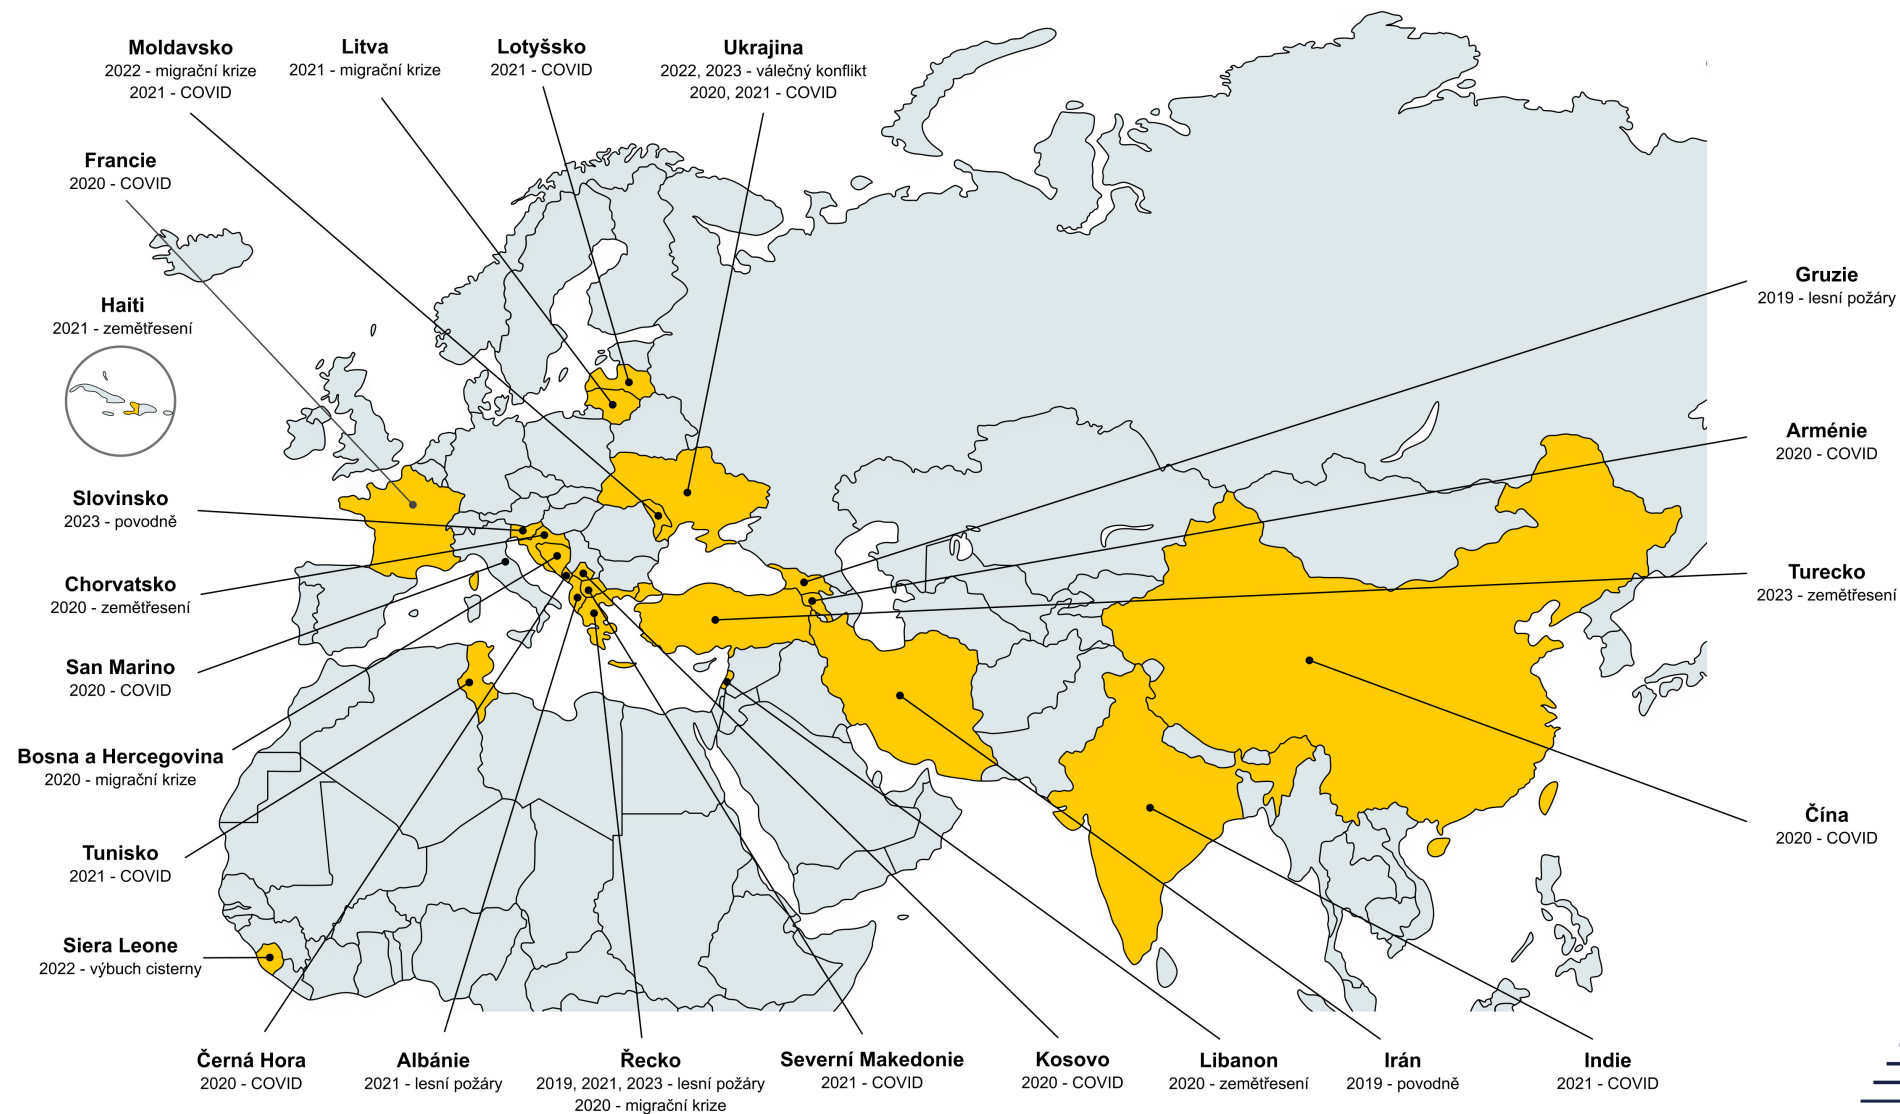 Moldavsko
2022 - migrační krize
2021 - COVID
Litva
2021 - migrační krize
Lotyšsko
2021 - COVID
Ukrajina
2022, 2023 - válečný konflikt
2020, 2021 - COVID
Francie
2020 - COVID
Haiti
2021 - zemětřesení
Gruzie
2019 - lesní požáry
Arménie
2020 - COVID
Slovinsko
2023 - povodně
Chorvatsko
2020 - zemětřesení
Turecko
2023 - zemětřesení
San Marino
2020 - COVID
Bosna a Hercegovina
2020 - migrační krize
Čína
2020 - COVID
Tunisko
2021 - COVID
Siera Leone
2022 - výbuch cisterny
Černá Hora
2020 - COVID
Albánie
2021 - lesní požáry
Řecko
2019, 2021, 2023 - lesní požáry
2020 - migrační krize
Severní Makedonie
2021 - COVID
Kosovo
2020 - COVID
Libanon
2020 - zemětřesení
Irán
2019 - povodně
Indie
2021 - COVID